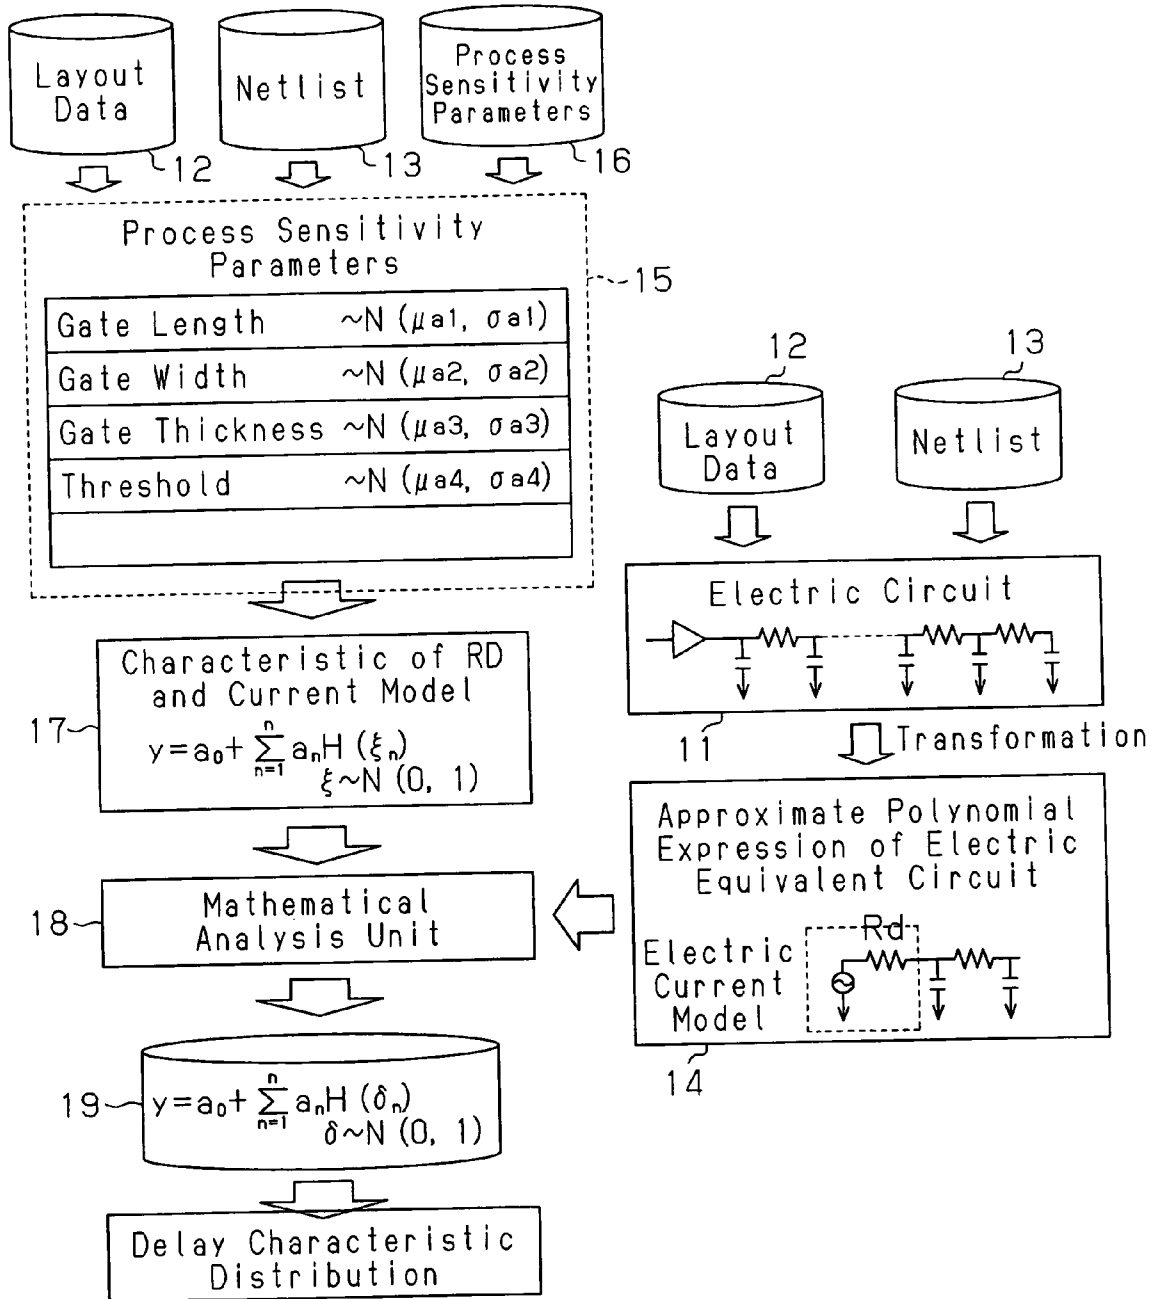 Layout
Data
12
Netlist
13
Process
Sensitivity
Parameters
16
Process Sensitivity
Parameters
15
Gate Length ~N (μa1, σa1)
Gate Width ~N (μa2, σa2)
Gate Thickness ~N (μa3, σa3)
Threshold ~N (μa4, σa4)
12
Layout
Data
13
Netlist
Electric Circuit
11
Transformation
Characteristic of RD
and Current Model
y=a₀+ Σ aₙH (ξₙ)
n
n=1
ξ~N (0, 1)
17
Approximate Polynomial
Expression of Electric
Equivalent Circuit
Rd
Electric
Current
Model
14
Mathematical
Analysis Unit
18
y=a₀+ Σ aₙH (δₙ)
n
n=1
δ~N (0, 1)
19
Delay Characteristic
Distribution